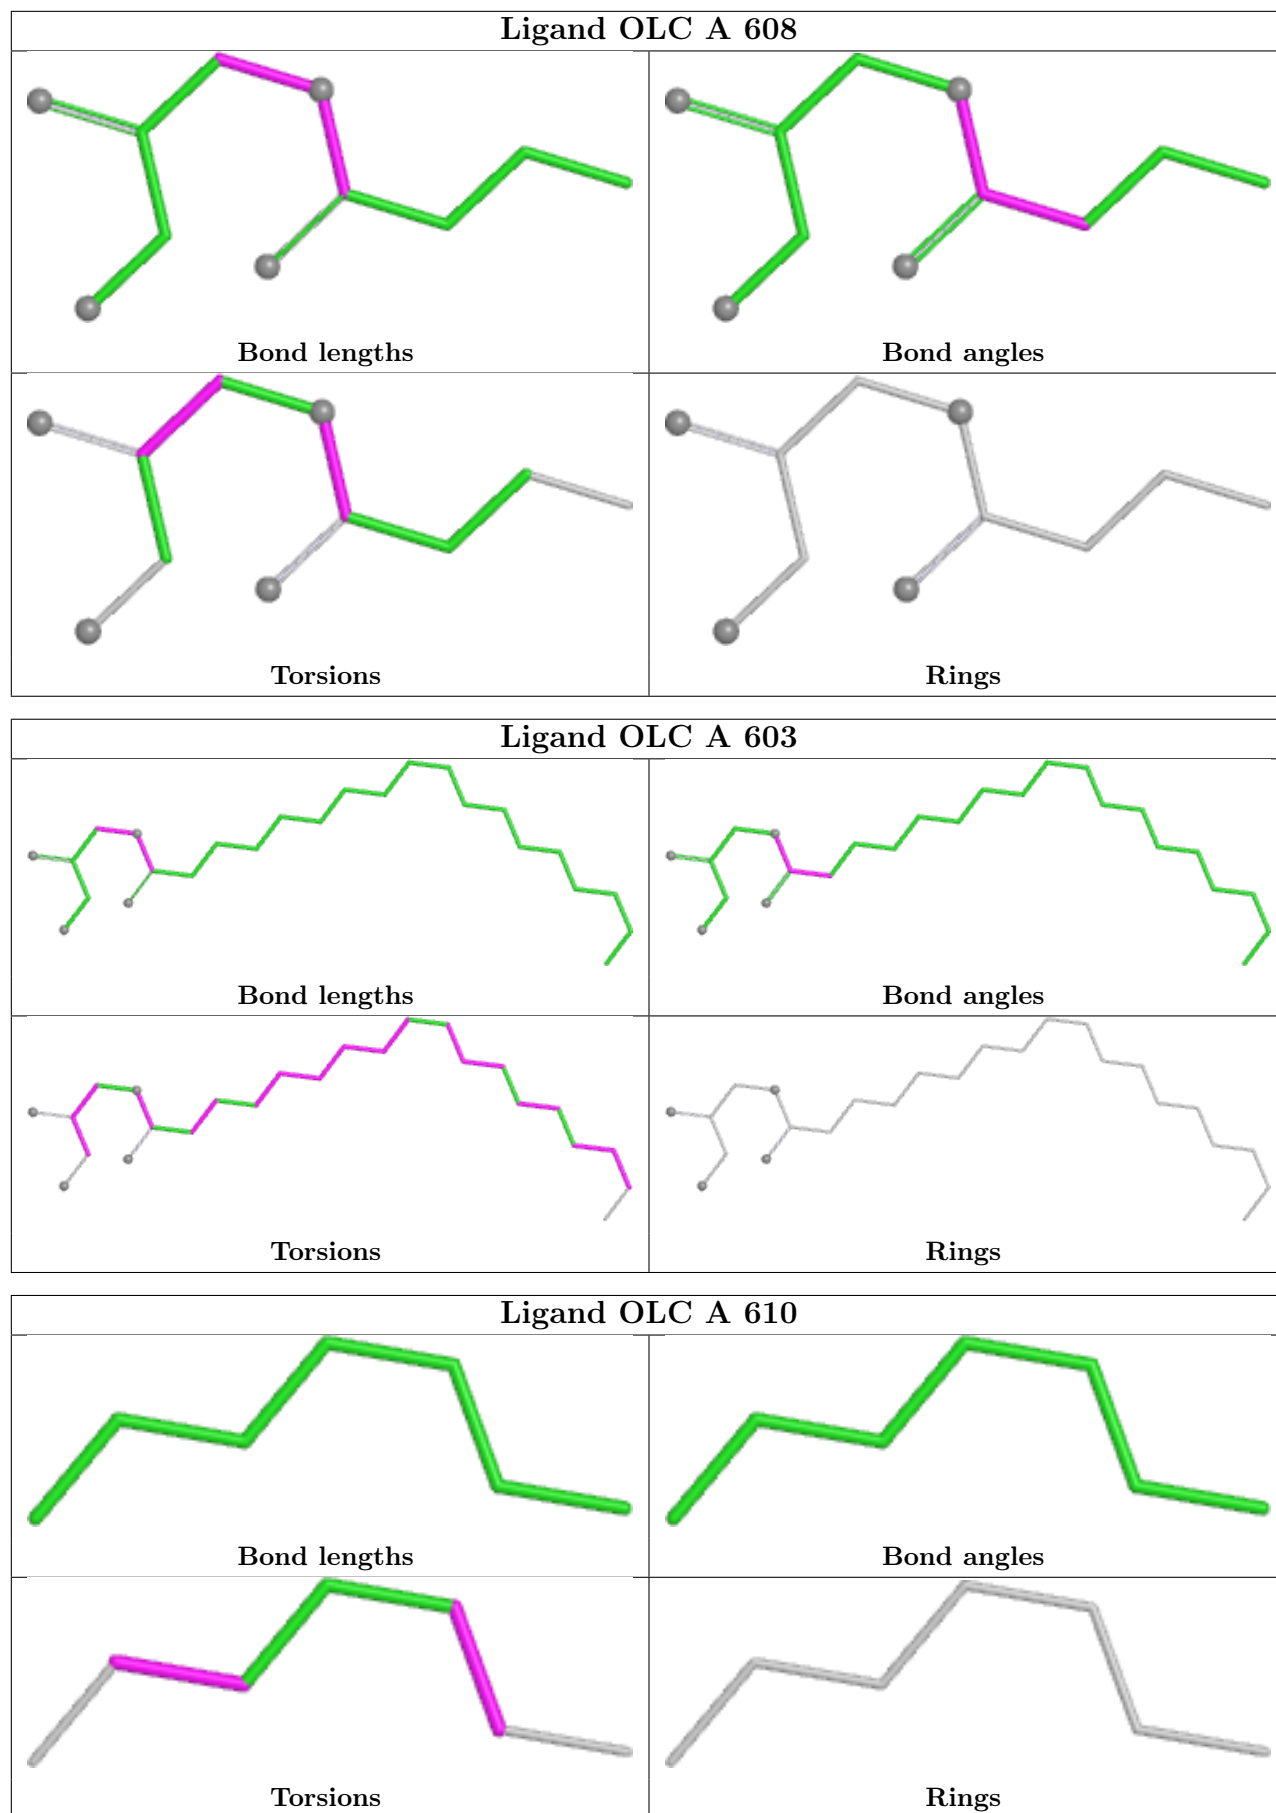 Ligand OLC A 608
Bond lengths
Bond angles
Torsions
Rings
Ligand OLC A 603
Bond lengths
Bond angles
Torsions
Rings
Ligand OLC A 610
Bond lengths
Bond angles
Torsions
Rings